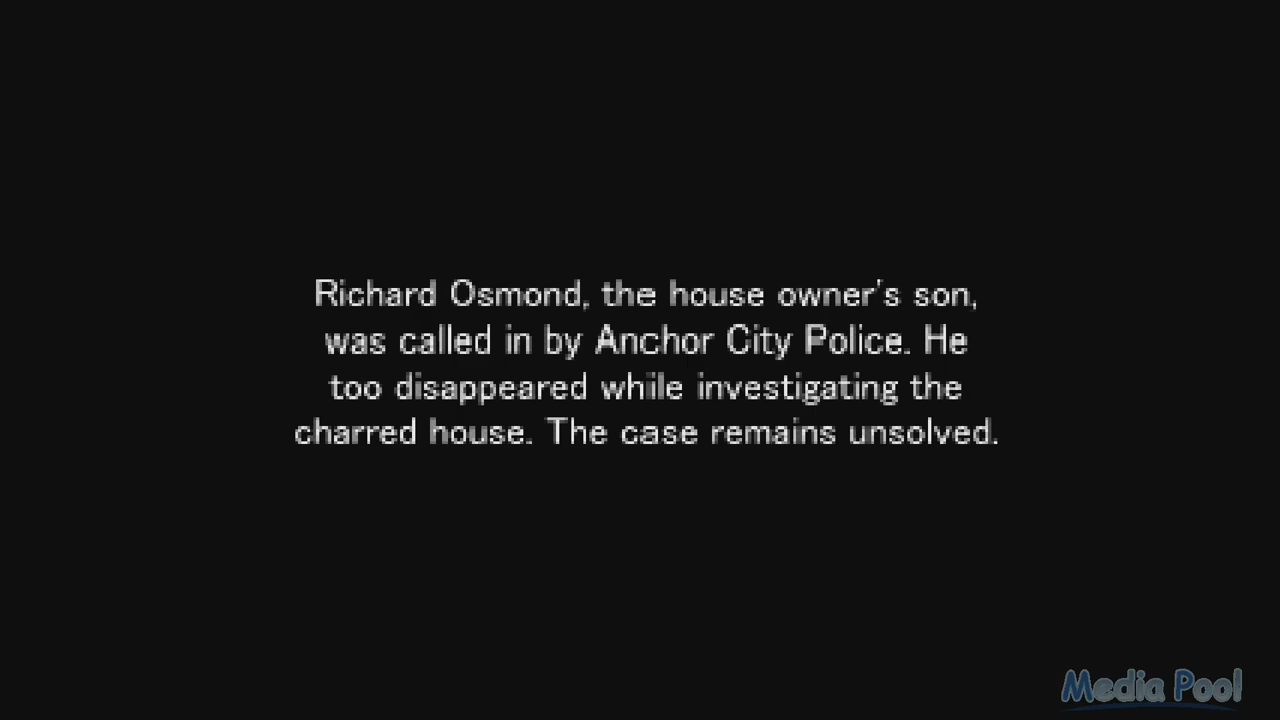 Richard Osmond, the house owner's son,
was called in by Anchor City Police. He
too disappeared while investigating the
charred house. The case remains unsolved.
Media Pool